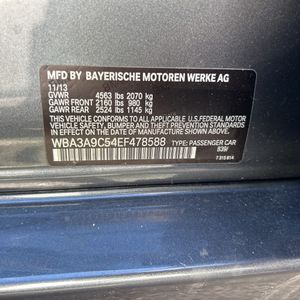 MFD BY BAYERISCHE MOTOREN WERKE AG
11/13
GVWR 4563 lbs 2070 kg
GAWR FRONT 2160 lbs 980 kg
GAWR REAR 2524 lbs 1145 kg
THIS VEHICLE CONFORMS TO ALL
APPLICABLE U.S.FEDERAL MOTOR
VEHICLE SAFETY, BUMPER, AND THEFT
PREVENTION STANDARDS IN EFFECT ON THE
DATE OF MANUFACTURE SHOWN ABOVE.
WBA3A9C54EF478588 TYPE: PASSENGER CAR
7 315 814